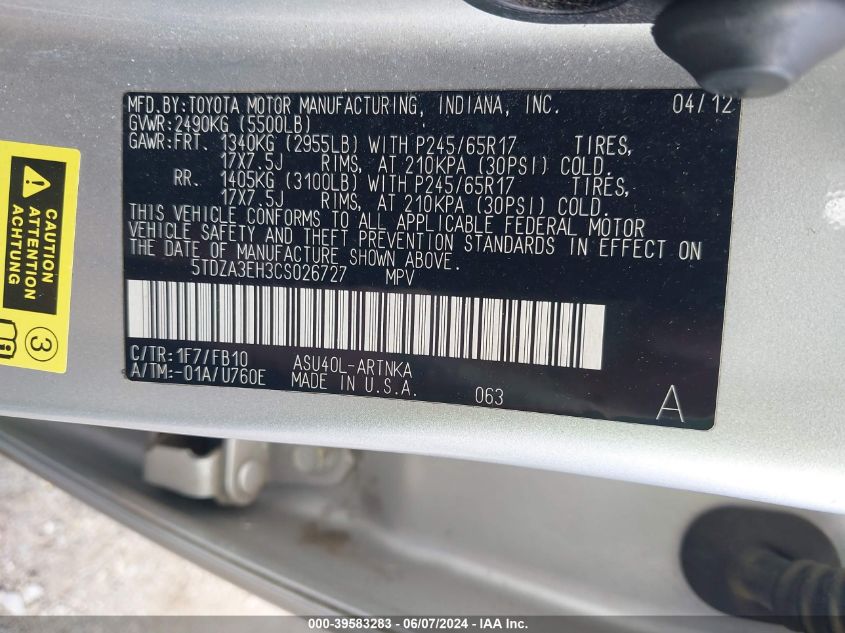 MFD.BY:TOYOTA MOTOR MANUFACTURING, INDIANA, INC. 04/12
GVWR:2490KG (5500LB)
GAWR:FRT. 1340KG (2955LB) WITH P245/65R17 TIRES,
17X7.5J RIMS, AT 210KPA (30PSI) COLD.
RR. 1405KG (3100LB) WITH P245/65R17 TIRES,
17X7.5J RIMS, AT 210KPA (30PSI) COLD.
THIS VEHICLE CONFORMS TO ALL APPLICABLE FEDERAL MOTOR
VEHICLE SAFETY AND THEFT PREVENTION STANDARDS IN EFFECT ON
THE DATE OF MANUFACTURE SHOWN ABOVE.
5TDZA3EH3CS026727 MPV
C/TR: 1F7/FB10 ASU40L-ARTNKA
A/TM:-01A/U760E MADE IN U.S.A. 063 A
CAUTION
ATTENTION
3
000-39583283 - 06/07/2024 - IAA Inc.